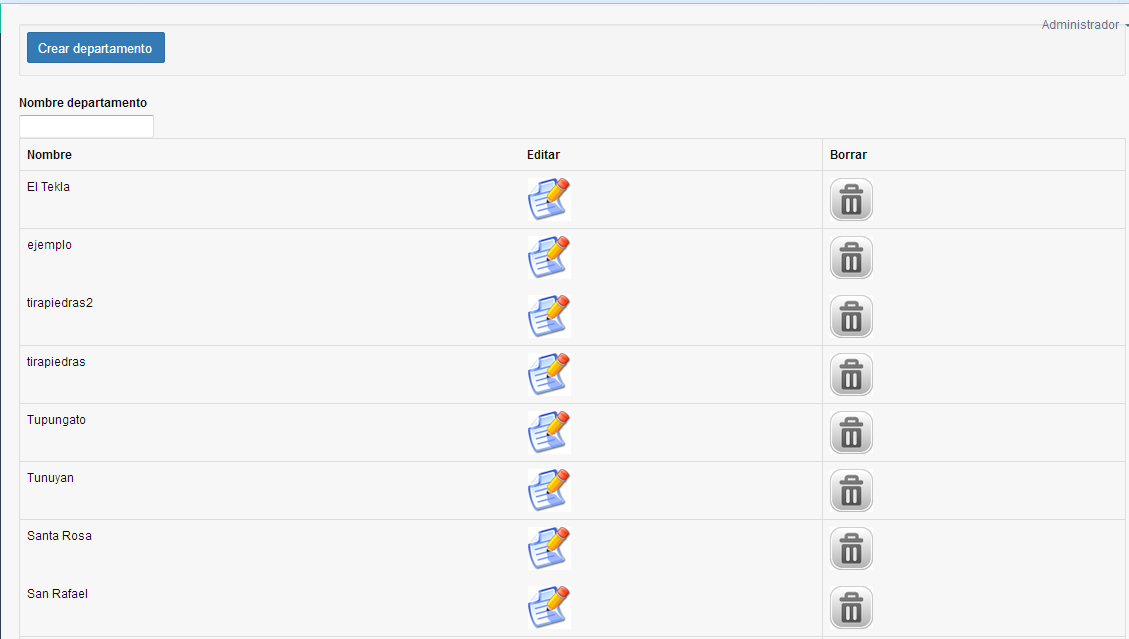 Administrador
Crear departamento
Nombre departamento
Nombre Editar Borrar
El Tekla
ejemplo
tirapiedras2
tirapiedras
Tupungato
Tunuyan
Santa Rosa
San Rafael